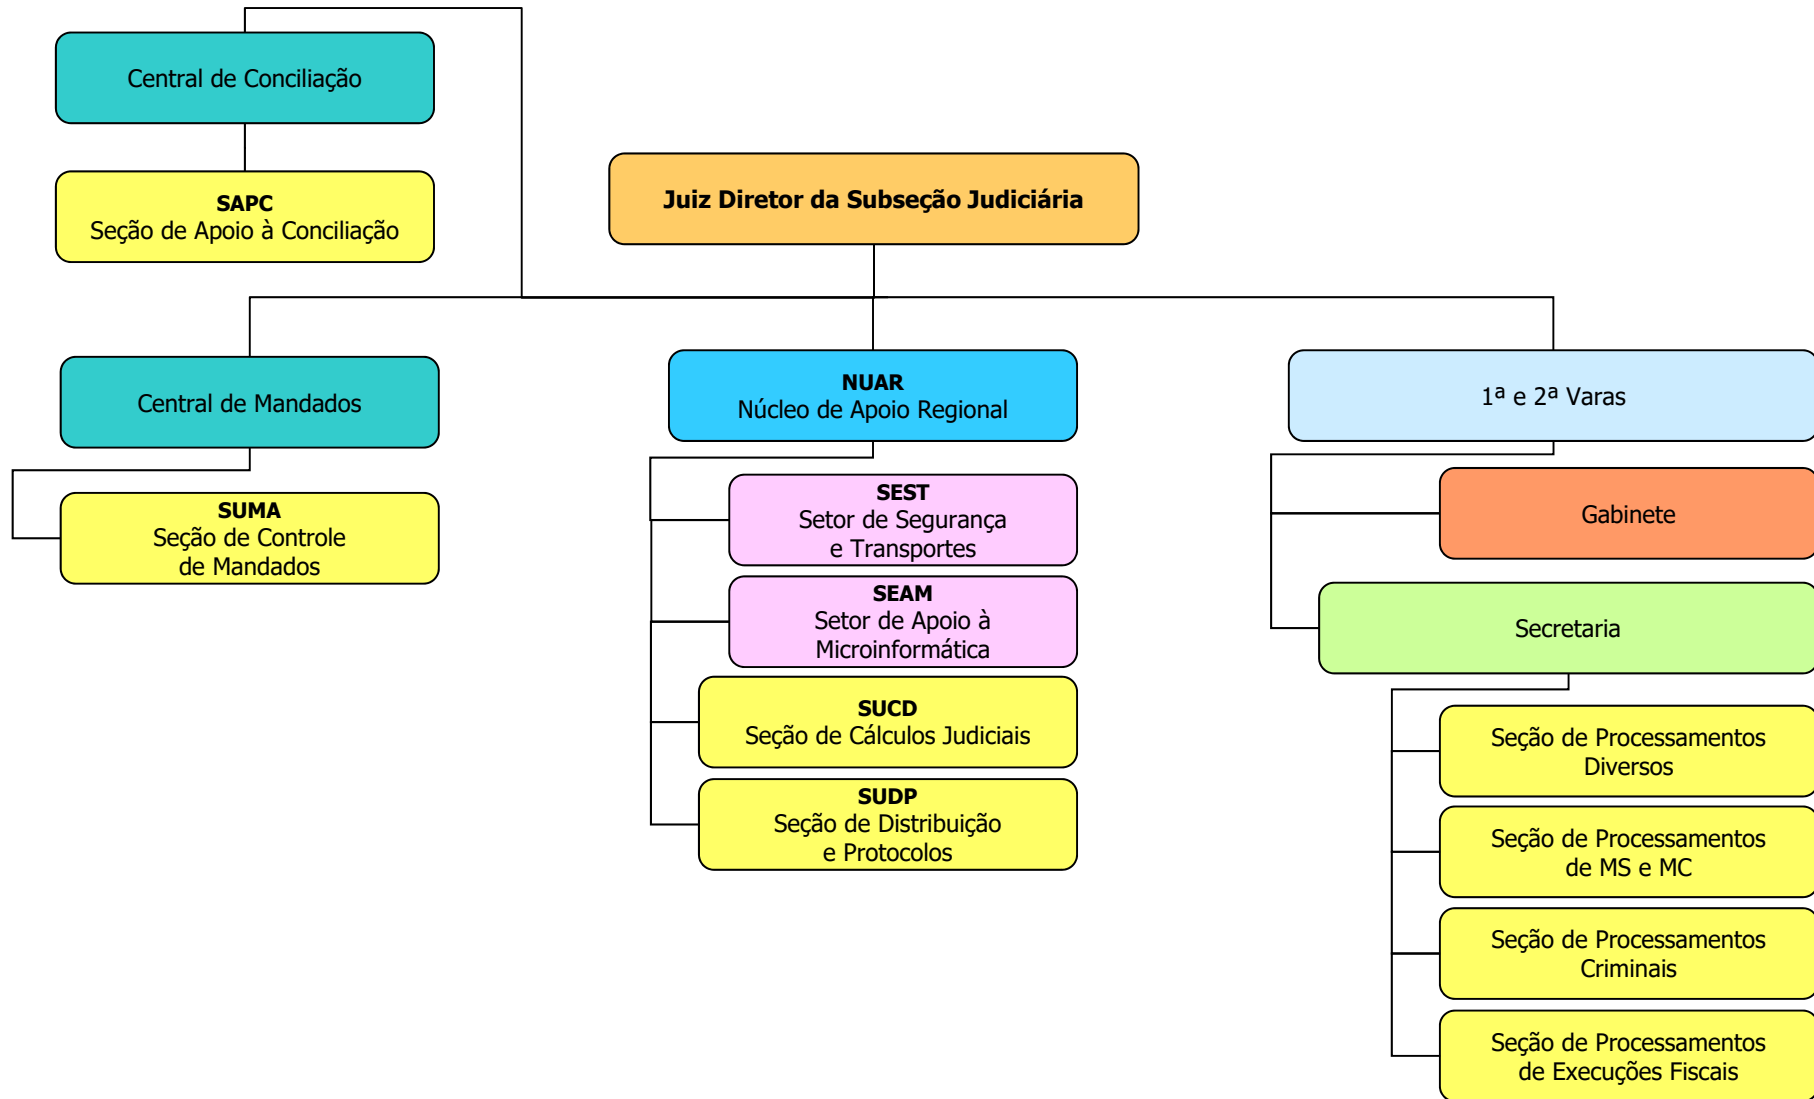 Central de Conciliação
SAPC
Seção de Apoio à Conciliação
Juiz Diretor da Subseção Judiciária
Central de Mandados
SUMA
Seção de Controle
de Mandados
NUAR
Núcleo de Apoio Regional
SEST
Setor de Segurança
e Transportes
SEAM
Setor de Apoio à
Microinformática
SUCD
Seção de Cálculos Judiciais
SUDP
Seção de Distribuição
e Protocolos
1ª e 2ª Varas
Gabinete
Secretaria
Seção de Processamentos
Diversos
Seção de Processamentos
de MS e MC
Seção de Processamentos
Criminais
Seção de Processamentos
de Execuções Fiscais